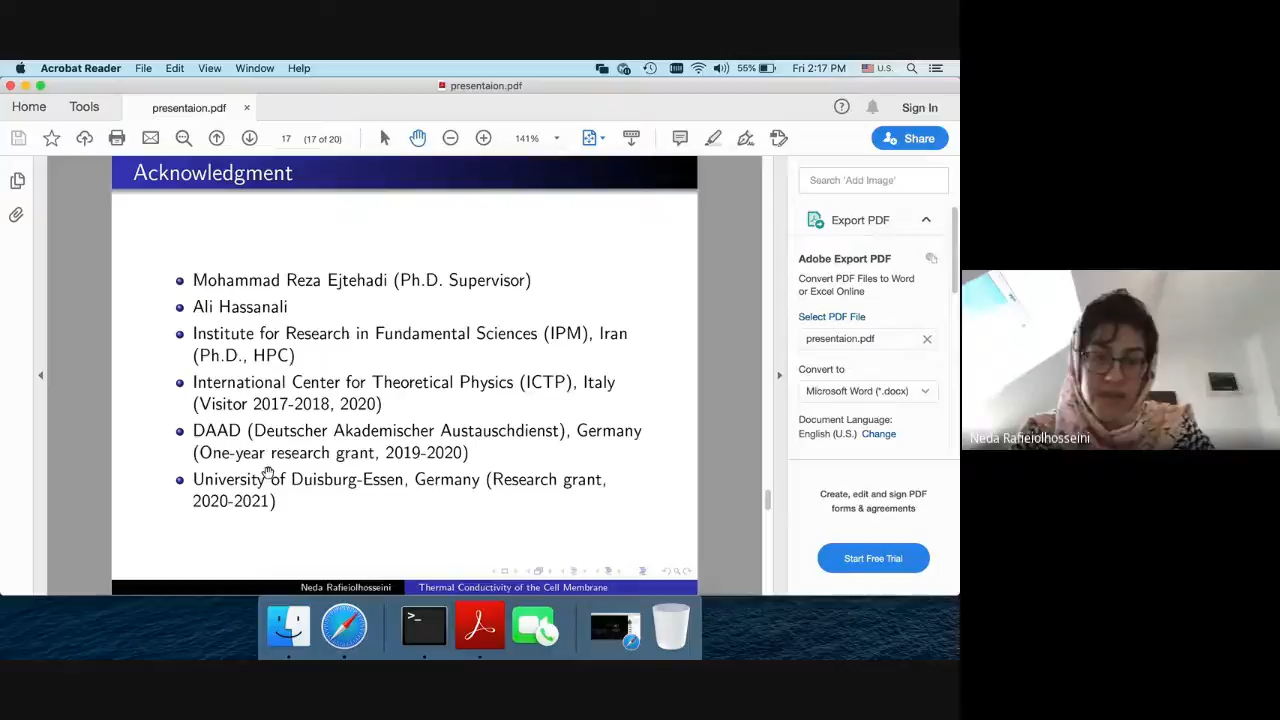 Acrobat Reader File Edit View Window Help 55% Fri 2:17 PM U.S.
presentaion.pdf
Home Tools presentaion.pdf × Sign In
17 (17 of 20) 141% Share
Acknowledgment
Mohammad Reza Ejtehadi (Ph.D. Supervisor)
Ali Hassanali
Institute for Research in Fundamental Sciences (IPM), Iran
(Ph.D., HPC)
International Center for Theoretical Physics (ICTP), Italy
(Visitor 2017-2018, 2020)
DAAD (Deutscher Akademischer Austauschdienst), Germany
(One-year research grant, 2019-2020)
University of Duisburg-Essen, Germany (Research grant,
2020-2021)
Neda Rafieiolhosseini Thermal Conductivity of the Cell Membrane
Search 'Add Image'
Export PDF
Adobe Export PDF
Convert PDF Files to Word
or Excel Online
Select PDF File
presentaion.pdf
Convert to
Microsoft Word (*.docx)
Document Language:
English (U.S.) Change
Create, edit and sign PDF
forms & agreements
Start Free Trial
Neda Rafieiolhosseini